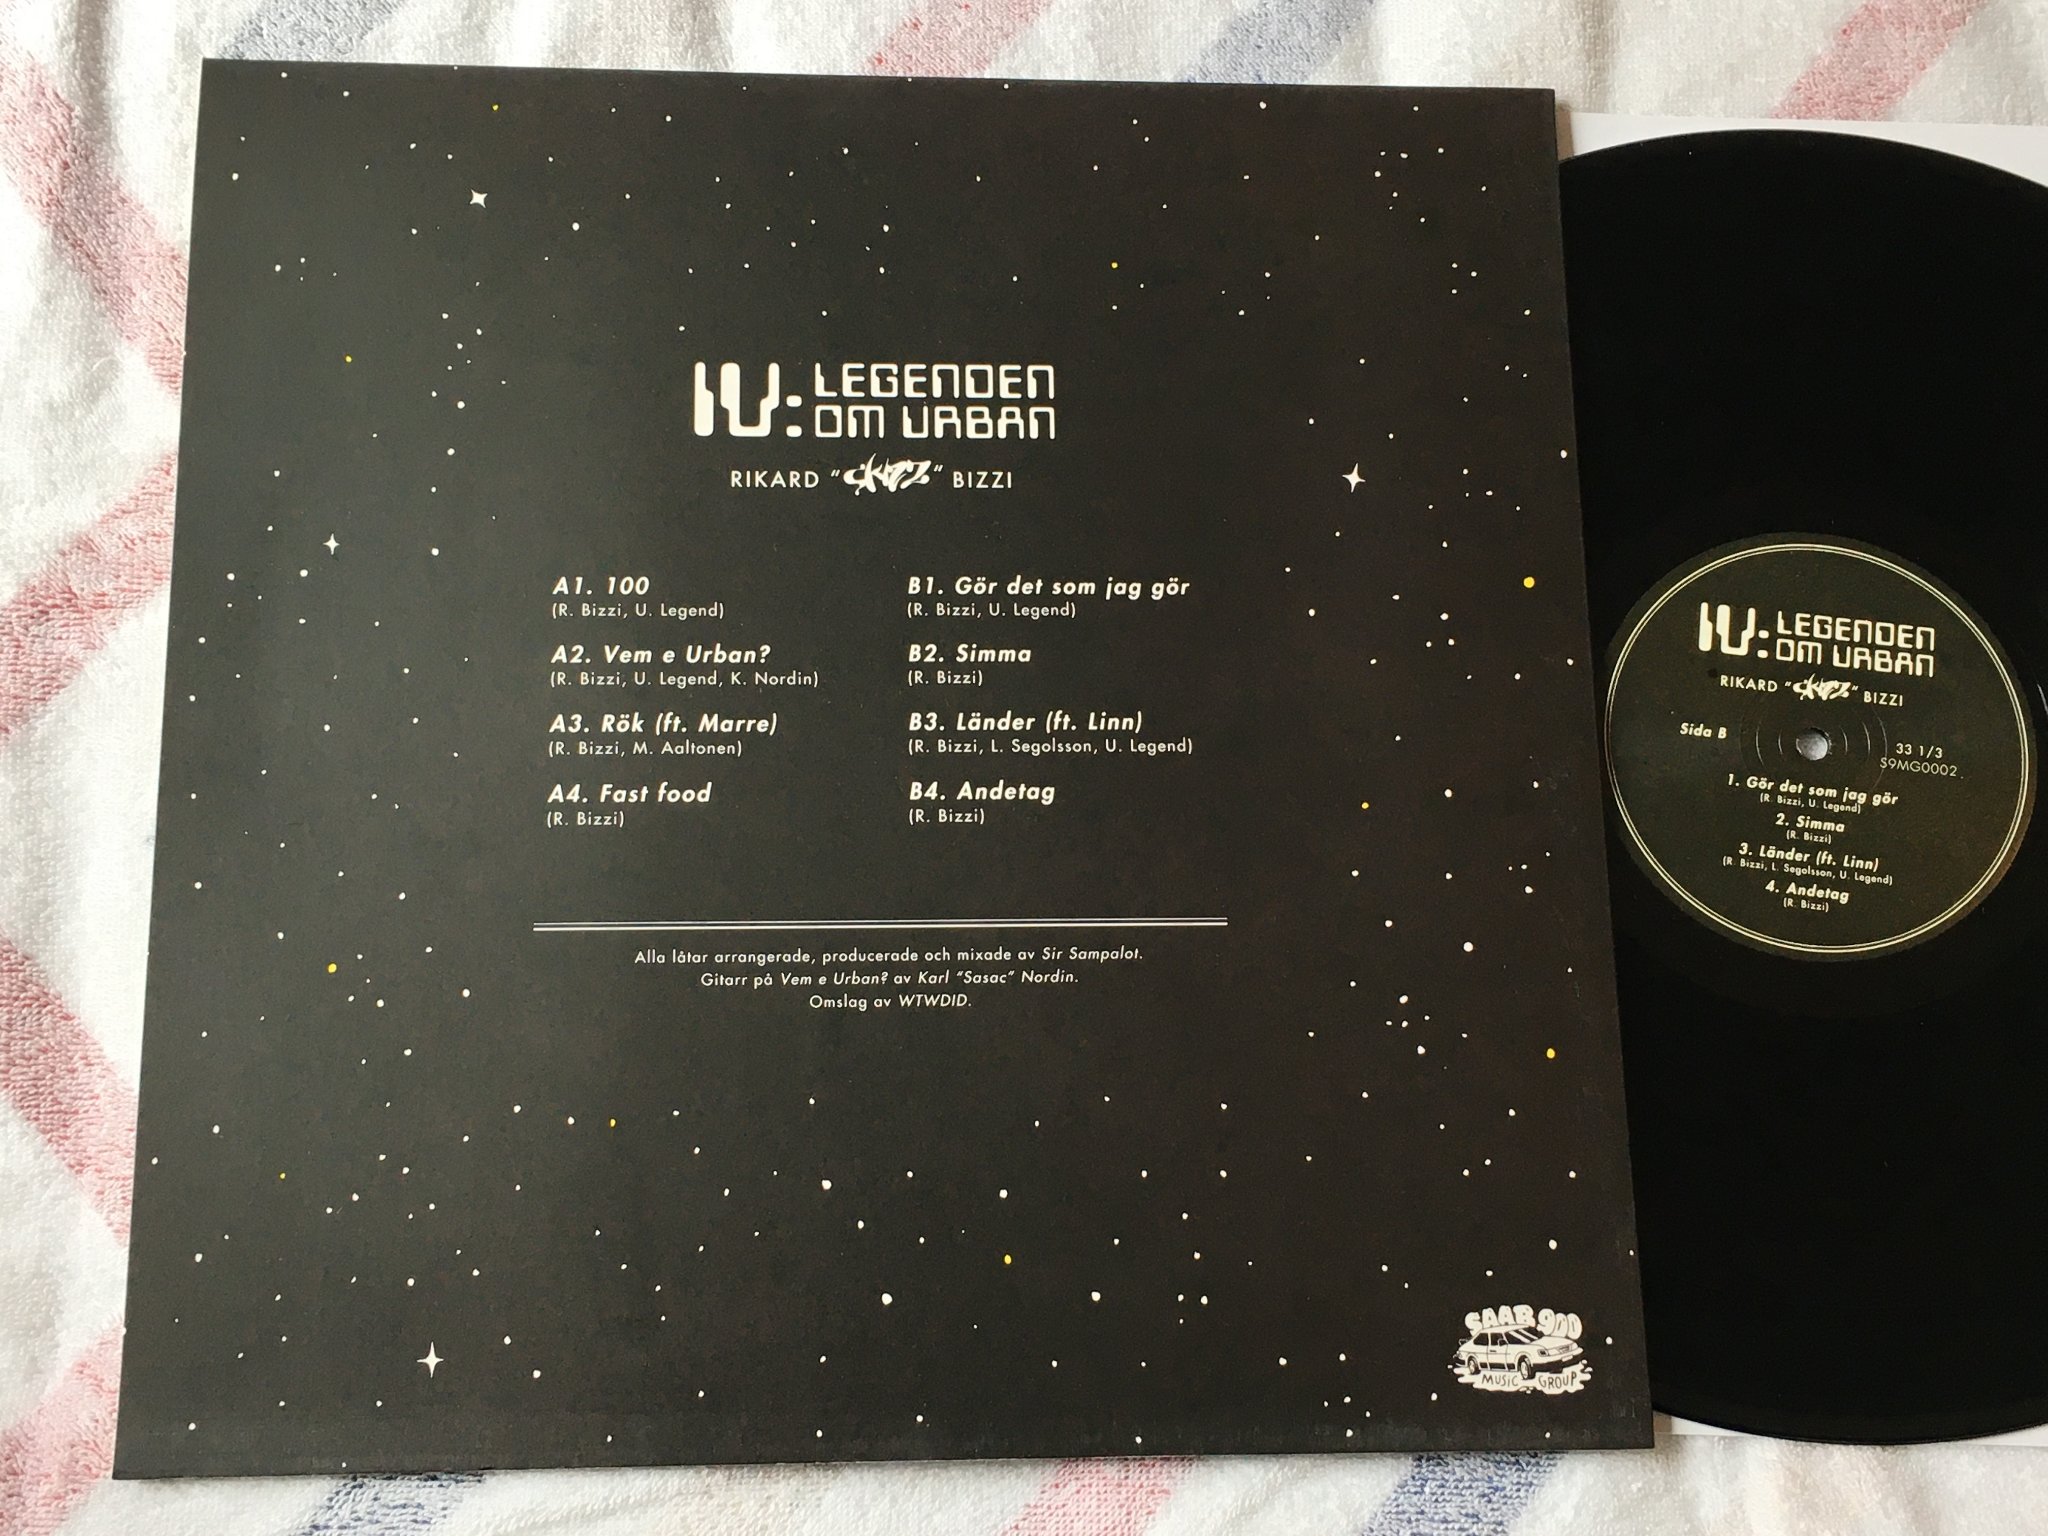 IV: LEGENDEN
OM URBAN
RIKARD "SKIZZ" BIZZI
A1. 100
(R. Bizzi, U. Legend)
A2. Vem e Urban?
(R. Bizzi, U. Legend, K. Nordin)
A3. Rök (ft. Marre)
(R. Bizzi, M. Aaltonen)
A4. Fast food
(R. Bizzi)
B1. Gör det som jag gör
(R. Bizzi, U. Legend)
B2. Simma
(R. Bizzi)
B3. Länder (ft. Linn)
(R. Bizzi, L. Segolsson, U. Legend)
B4. Andetag
(R. Bizzi)
Alla låtar arrangerade, producerade och mixade av Sir Sampalot.
Gitarr på Vem e Urban? av Karl "Sasac" Nordin.
Omslag av WTWDID.
SAAB 900
MUSIC GROUP
IV: LEGENDEN
OM URBAN
RIKARD "SKIZZ" BIZZI
Sida B
33 1/3
S9MG0002
1. Gör det som jag gör
(R. Bizzi, U. Legend)
2. Simma
(R. Bizzi)
3. Länder (ft. Linn)
(R. Bizzi, L. Segolsson, U. Legend)
4. Andetag
(R. Bizzi)